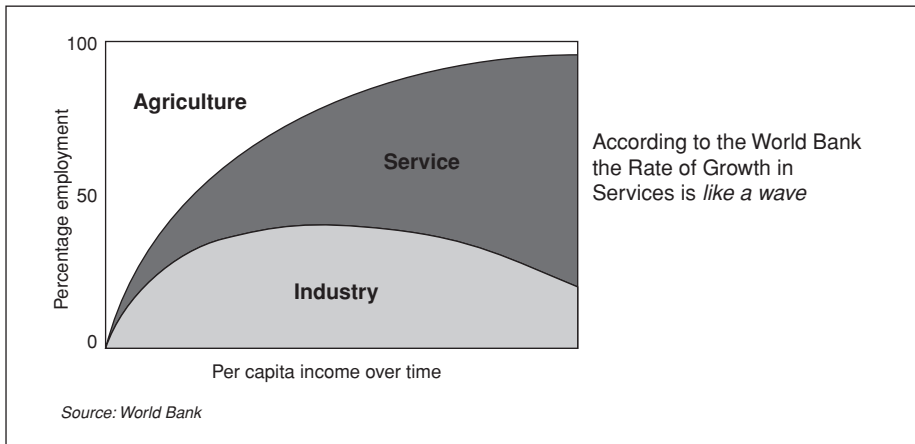 100
Agriculture
Percentage employment
Service
50
Industry
0
Per capita income over time
According to the World Bank
the Rate of Growth in
Services is like a wave
Source: World Bank